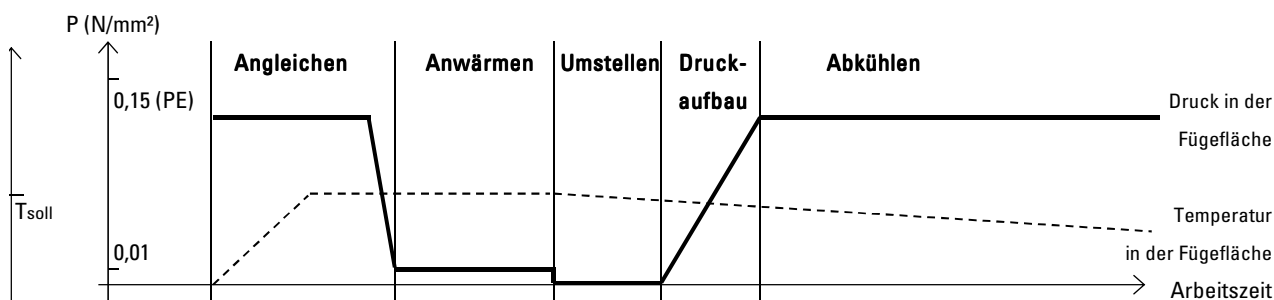 P (N/mm²)
Angleichen
Anwärmen
Umstellen
Druck-
aufbau
Abkühlen
0,15 (PE)
Druck in der
Fügefläche
Tsoll
Temperatur
in der Fügefläche
0,01
Arbeitszeit